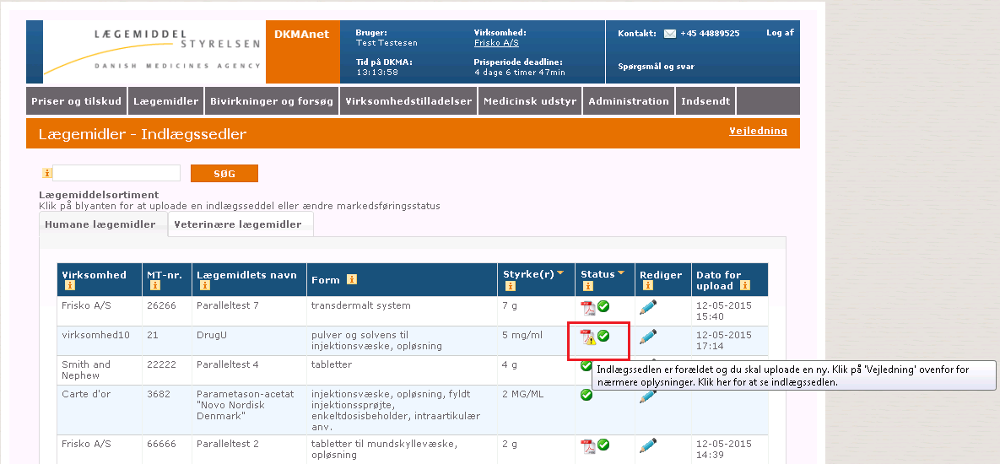 LÆGEMIDDEL
STYRELSEN
DANISH MEDICINES AGENCY
DKMAnet
Bruger:
Test Testesen
Virksomhed:
Frisko A/S
Tid på DKMA:
13:13:58
Prisperiode deadline:
4 dage 6 timer 47min
Kontakt: +45 44889525
Log af
Spørgsmål og svar
Priser og tilskud Lægemidler Bivirkninger og forsøg Virksomhedstilladelser Medicinsk udstyr Administration Indsendt
Lægemidler - Indlægssedler
Vejledning
SØG
Lægemiddelsortiment
Klik på blyanten for at uploade en indlægsseddel eller ændre markedsføringsstatus
Humane lægemidler Veterinære lægemidler
Virksomhed MT-nr. Lægemidlets navn Form Styrke(r) Status Rediger Dato for
upload
Frisko A/S 26266 Paralleltest 7 transdermalt system 7 g 12-05-2015
15:40
virksomhed10 21 DrugU pulver og solvens til 5 mg/ml 12-05-2015
injektionsvæske, opløsning 17:14
Smith and 22222 Paralleltest 4 tabletter 4 g
Nephew
Indlægssedlen er forældet og du skal uploade en ny. Klik på 'Vejledning' ovenfor for
nærmere oplysninger. Klik her for at se indlægssedlen.
Carte d'or 3682 Parametason-acetat injektionsvæske, opløsning, fyldt 2 MG/ML
"Novo Nordisk injektionssprøjte,
Denmark" enkeltdosisbeholder, intraartikulær
anv.
Frisko A/S 66666 Paralleltest 2 tabletter til mundskyllevæske, 2 g 12-05-2015
opløsning 14:39